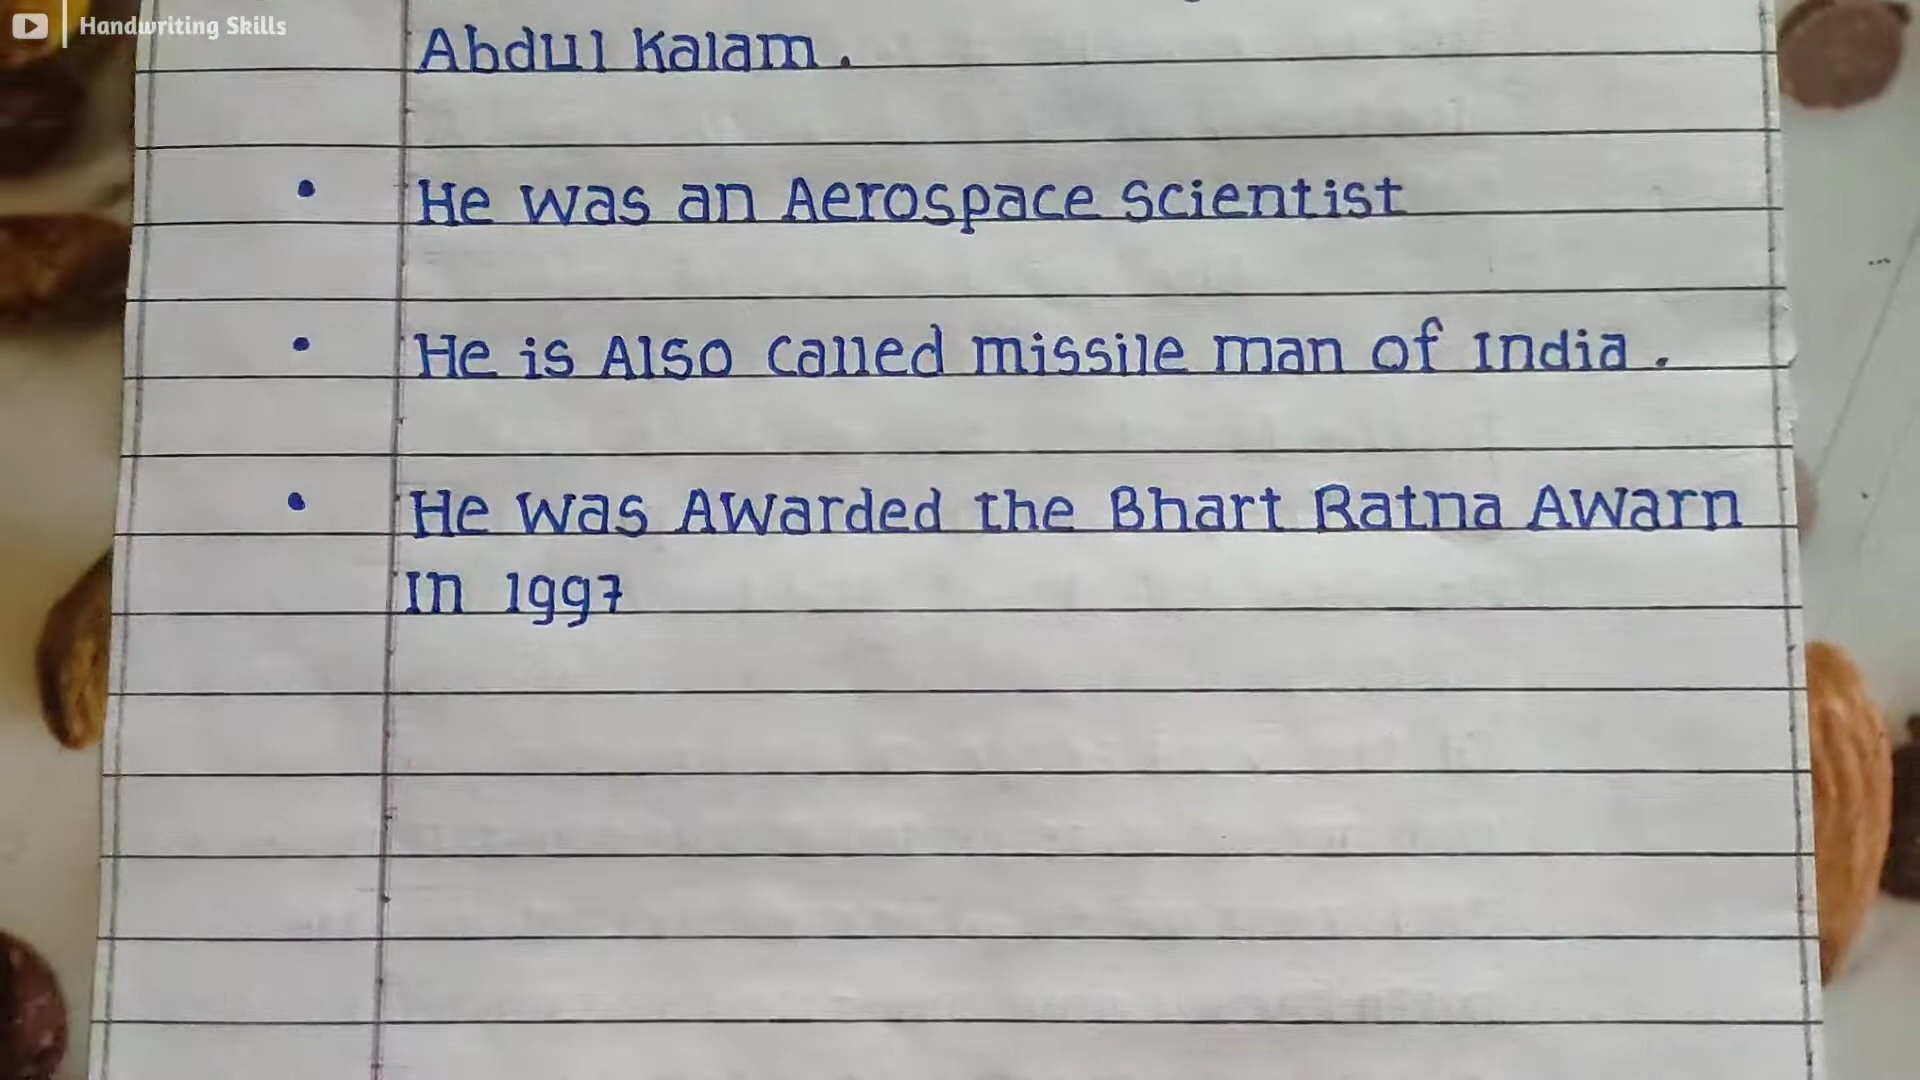 Handwriting Skills
Abdul Kalam.
• He was an Aerospace scientist
• He is Also called missile man of India.
• He was Awarded the Bhart Ratna Awarn
In 1997